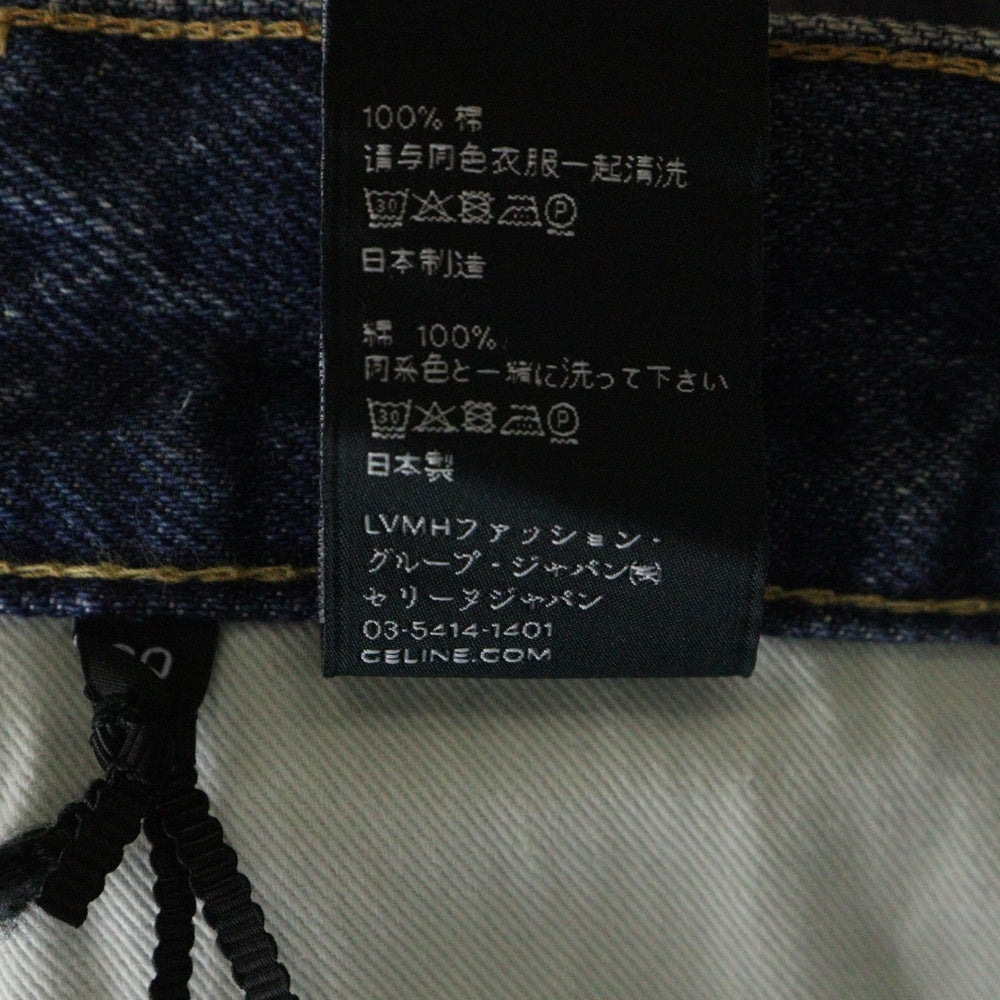 100% 棉
请与同色衣服一起清洗
30 P
日本制造
綿 100%
同系色と一緒に洗って下さい
30 P
日本製
LVMHファッション・
グループ・ジャパン㈱
セリーヌジャパン
03-5414-1401
CELINE.COM